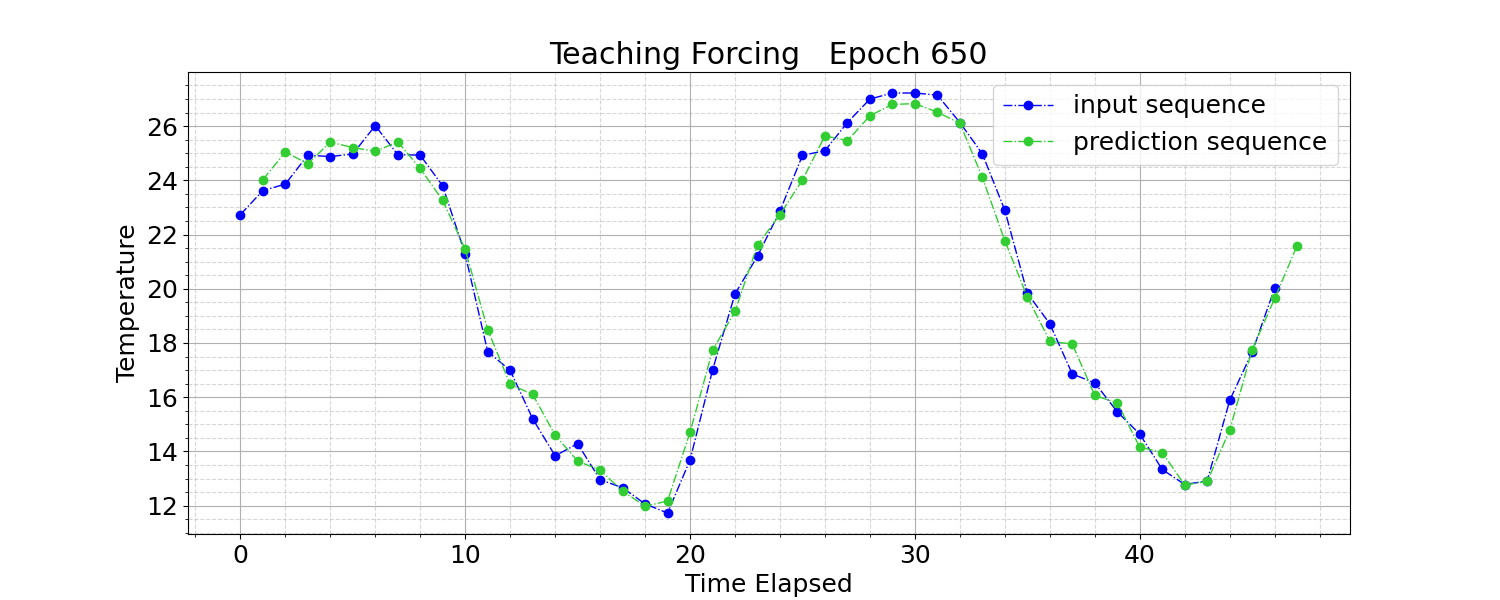 Teaching Forcing   Epoch 650
input sequence
prediction sequence
Temperature
26
24
22
20
18
16
14
12
0 10 20 30 40
Time Elapsed